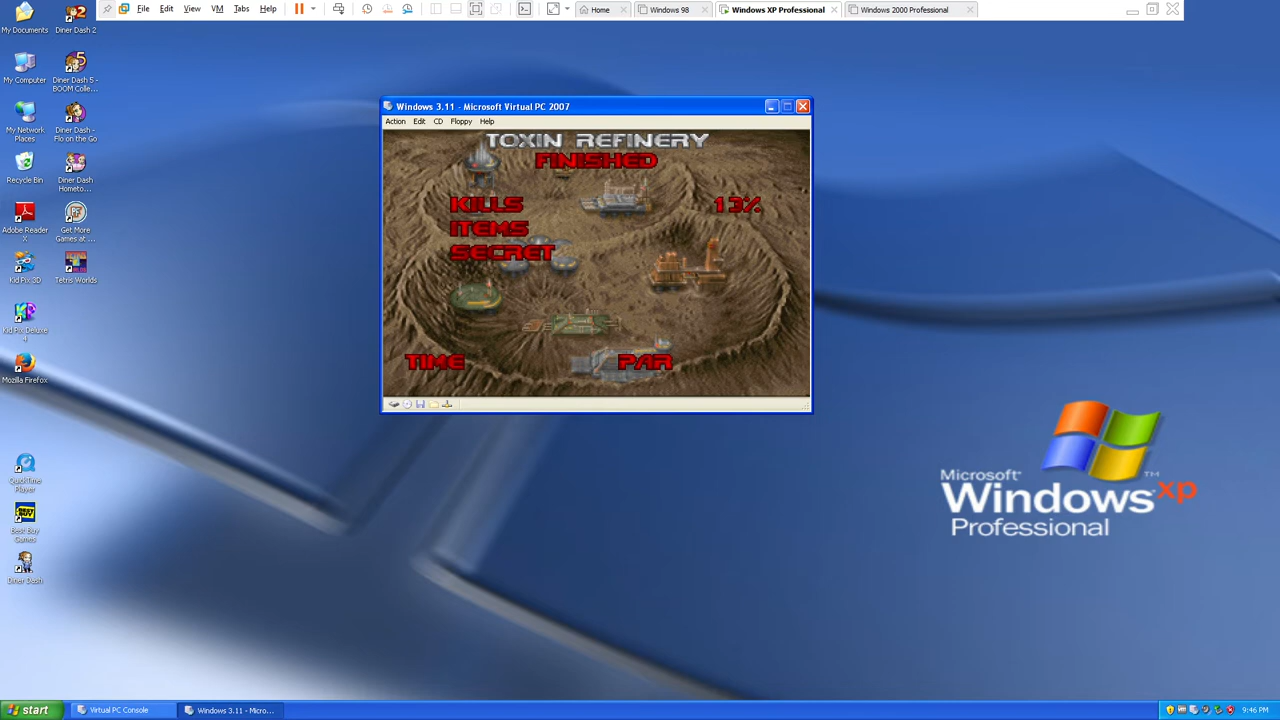 File Edit View VM Tabs Help
Home
Windows 98
Windows XP Professional
Windows 2000 Professional
My Documents
Diner Dash 2
My Computer
Diner Dash 5 - BOOM Colle...
My Network Places
Diner Dash - Flo on the Go
Recycle Bin
Diner Dash Hometo...
Adobe Reader X
Get More Games at ...
Kid Pix 3D
Tetris Worlds
Kid Pix Deluxe 4
Mozilla Firefox
QuickTime Player
Best Buy Games
Diner Dash
Windows 3.11 - Microsoft Virtual PC 2007
Action Edit CD Floppy Help
TOXIN REFINERY
FINISHED
KILLS 13%
ITEMS
SECRET
TIME PAR
Microsoft
Windows xp
TM
Professional
start
Virtual PC Console
Windows 3.11 - Micro...
9:46 PM